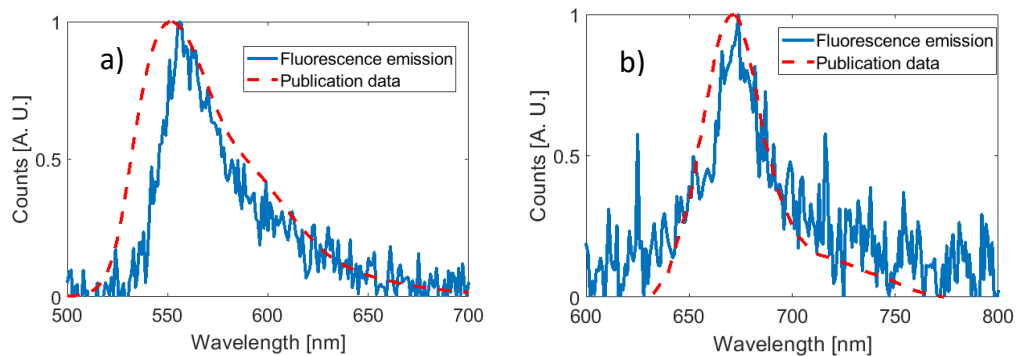 a)
Fluorescence emission
Publication data
Counts [A. U.]
1
0.5
0
500
550
600
650
700
Wavelength [nm]
b)
Fluorescence emission
Publication data
Counts [A. U.]
1
0.5
0
600
650
700
750
800
Wavelength [nm]